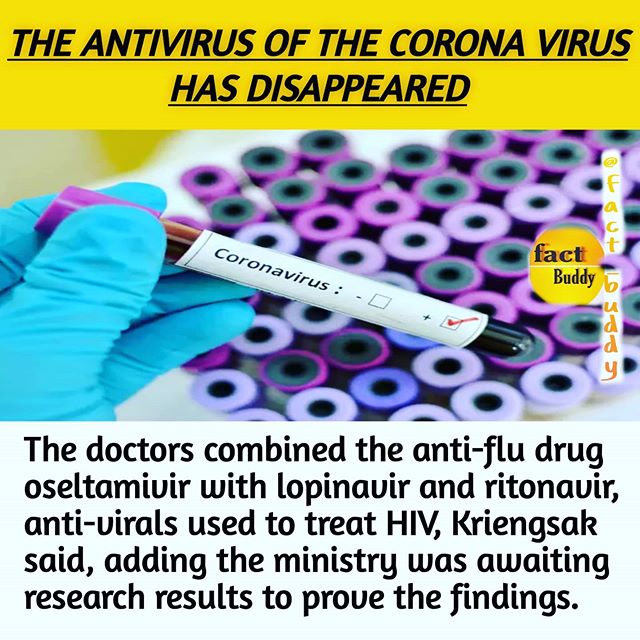 THE ANTIVIRUS OF THE CORONA VIRUS
HAS DISAPPEARED
Coronavirus :
-
+
fact
Buddy
@fact_buddy
The doctors combined the anti-flu drug
oseltamivir with lopinavir and ritonavir,
anti-virals used to treat HIV, Kriengsak
said, adding the ministry was awaiting
research results to prove the findings.